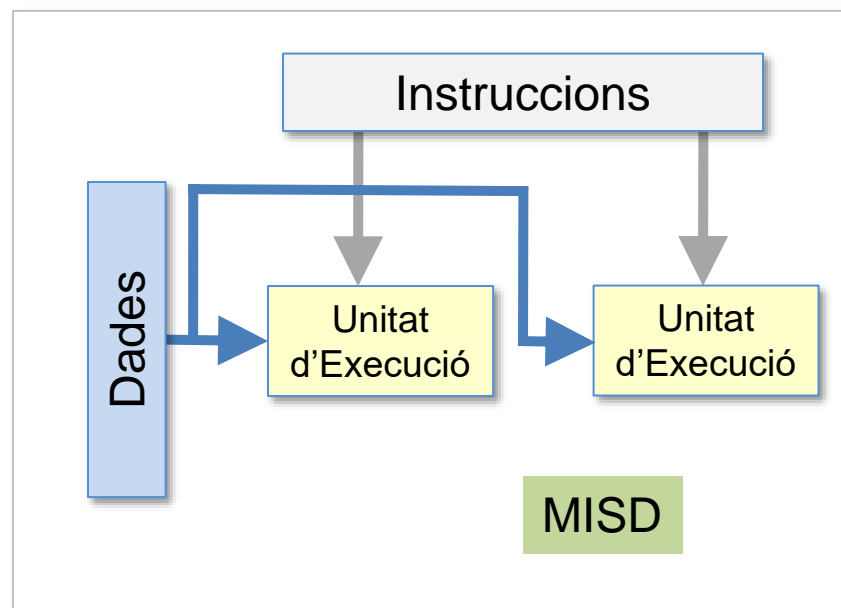 Instruccions
Dades
Unitat
d’Execució
Unitat
d’Execució
MISD